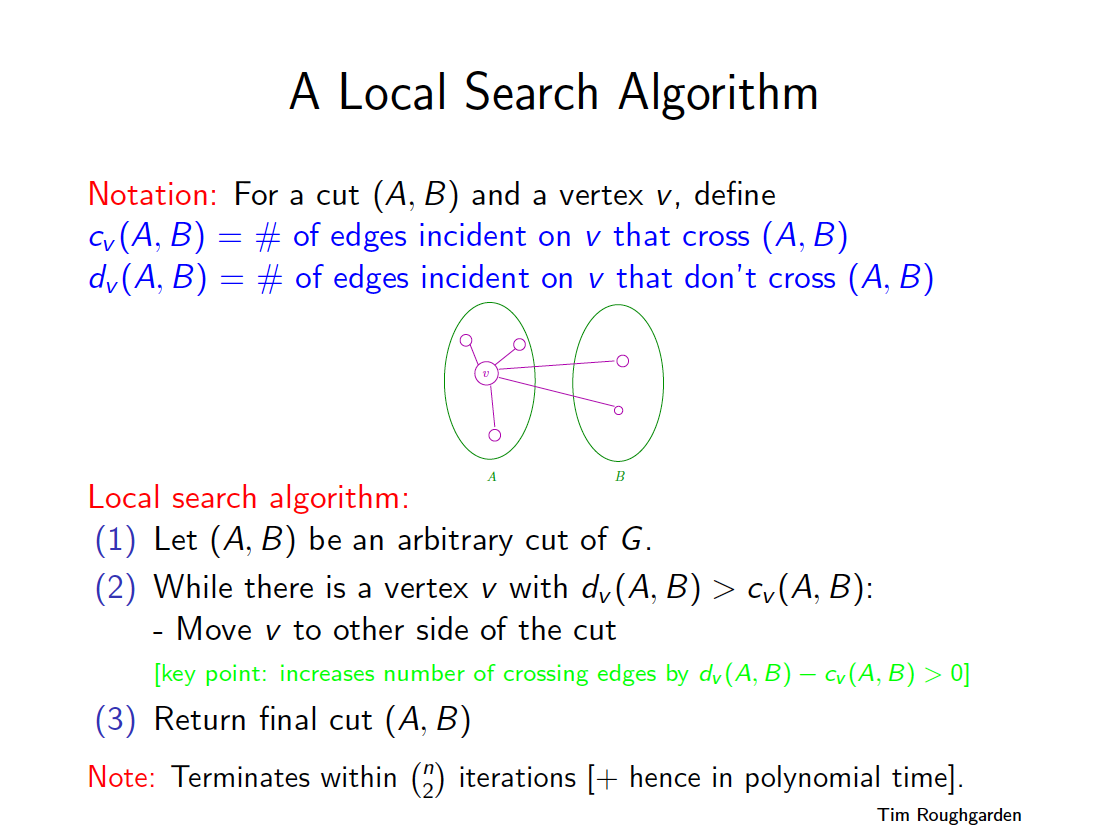 A Local Search Algorithm
Notation: For a cut (A, B) and a vertex v, define
c_v(A, B) = # of edges incident on v that cross (A, B)
d_v(A, B) = # of edges incident on v that don't cross (A, B)
v
A B
Local search algorithm:
(1) Let (A, B) be an arbitrary cut of G.
(2) While there is a vertex v with d_v(A, B) > c_v(A, B):
- Move v to other side of the cut
[key point: increases number of crossing edges by d_v(A, B) − c_v(A, B) > 0]
(3) Return final cut (A, B)
Note: Terminates within \binom{n}{2} iterations [+ hence in polynomial time].
Tim Roughgarden